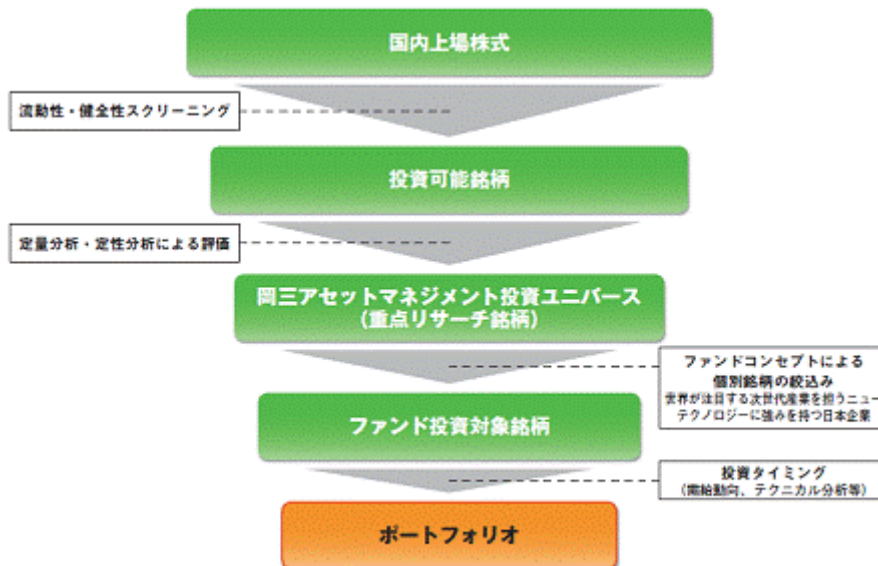 国内上場株式
流動性・健全性スクリーニング
投資可能銘柄
定量分析・定性分析による評価
岡三アセットマネジメント投資ユニバース
(重点リサーチ銘柄)
ファンドコンセプトによる
個別銘柄の絞込み
世界が注目する次世代産業を担うニュー
テクノロジーに強みを持つ日本企業
ファンド投資対象銘柄
投資タイミング
(需給動向、テクニカル分析等)
ポートフォリオ